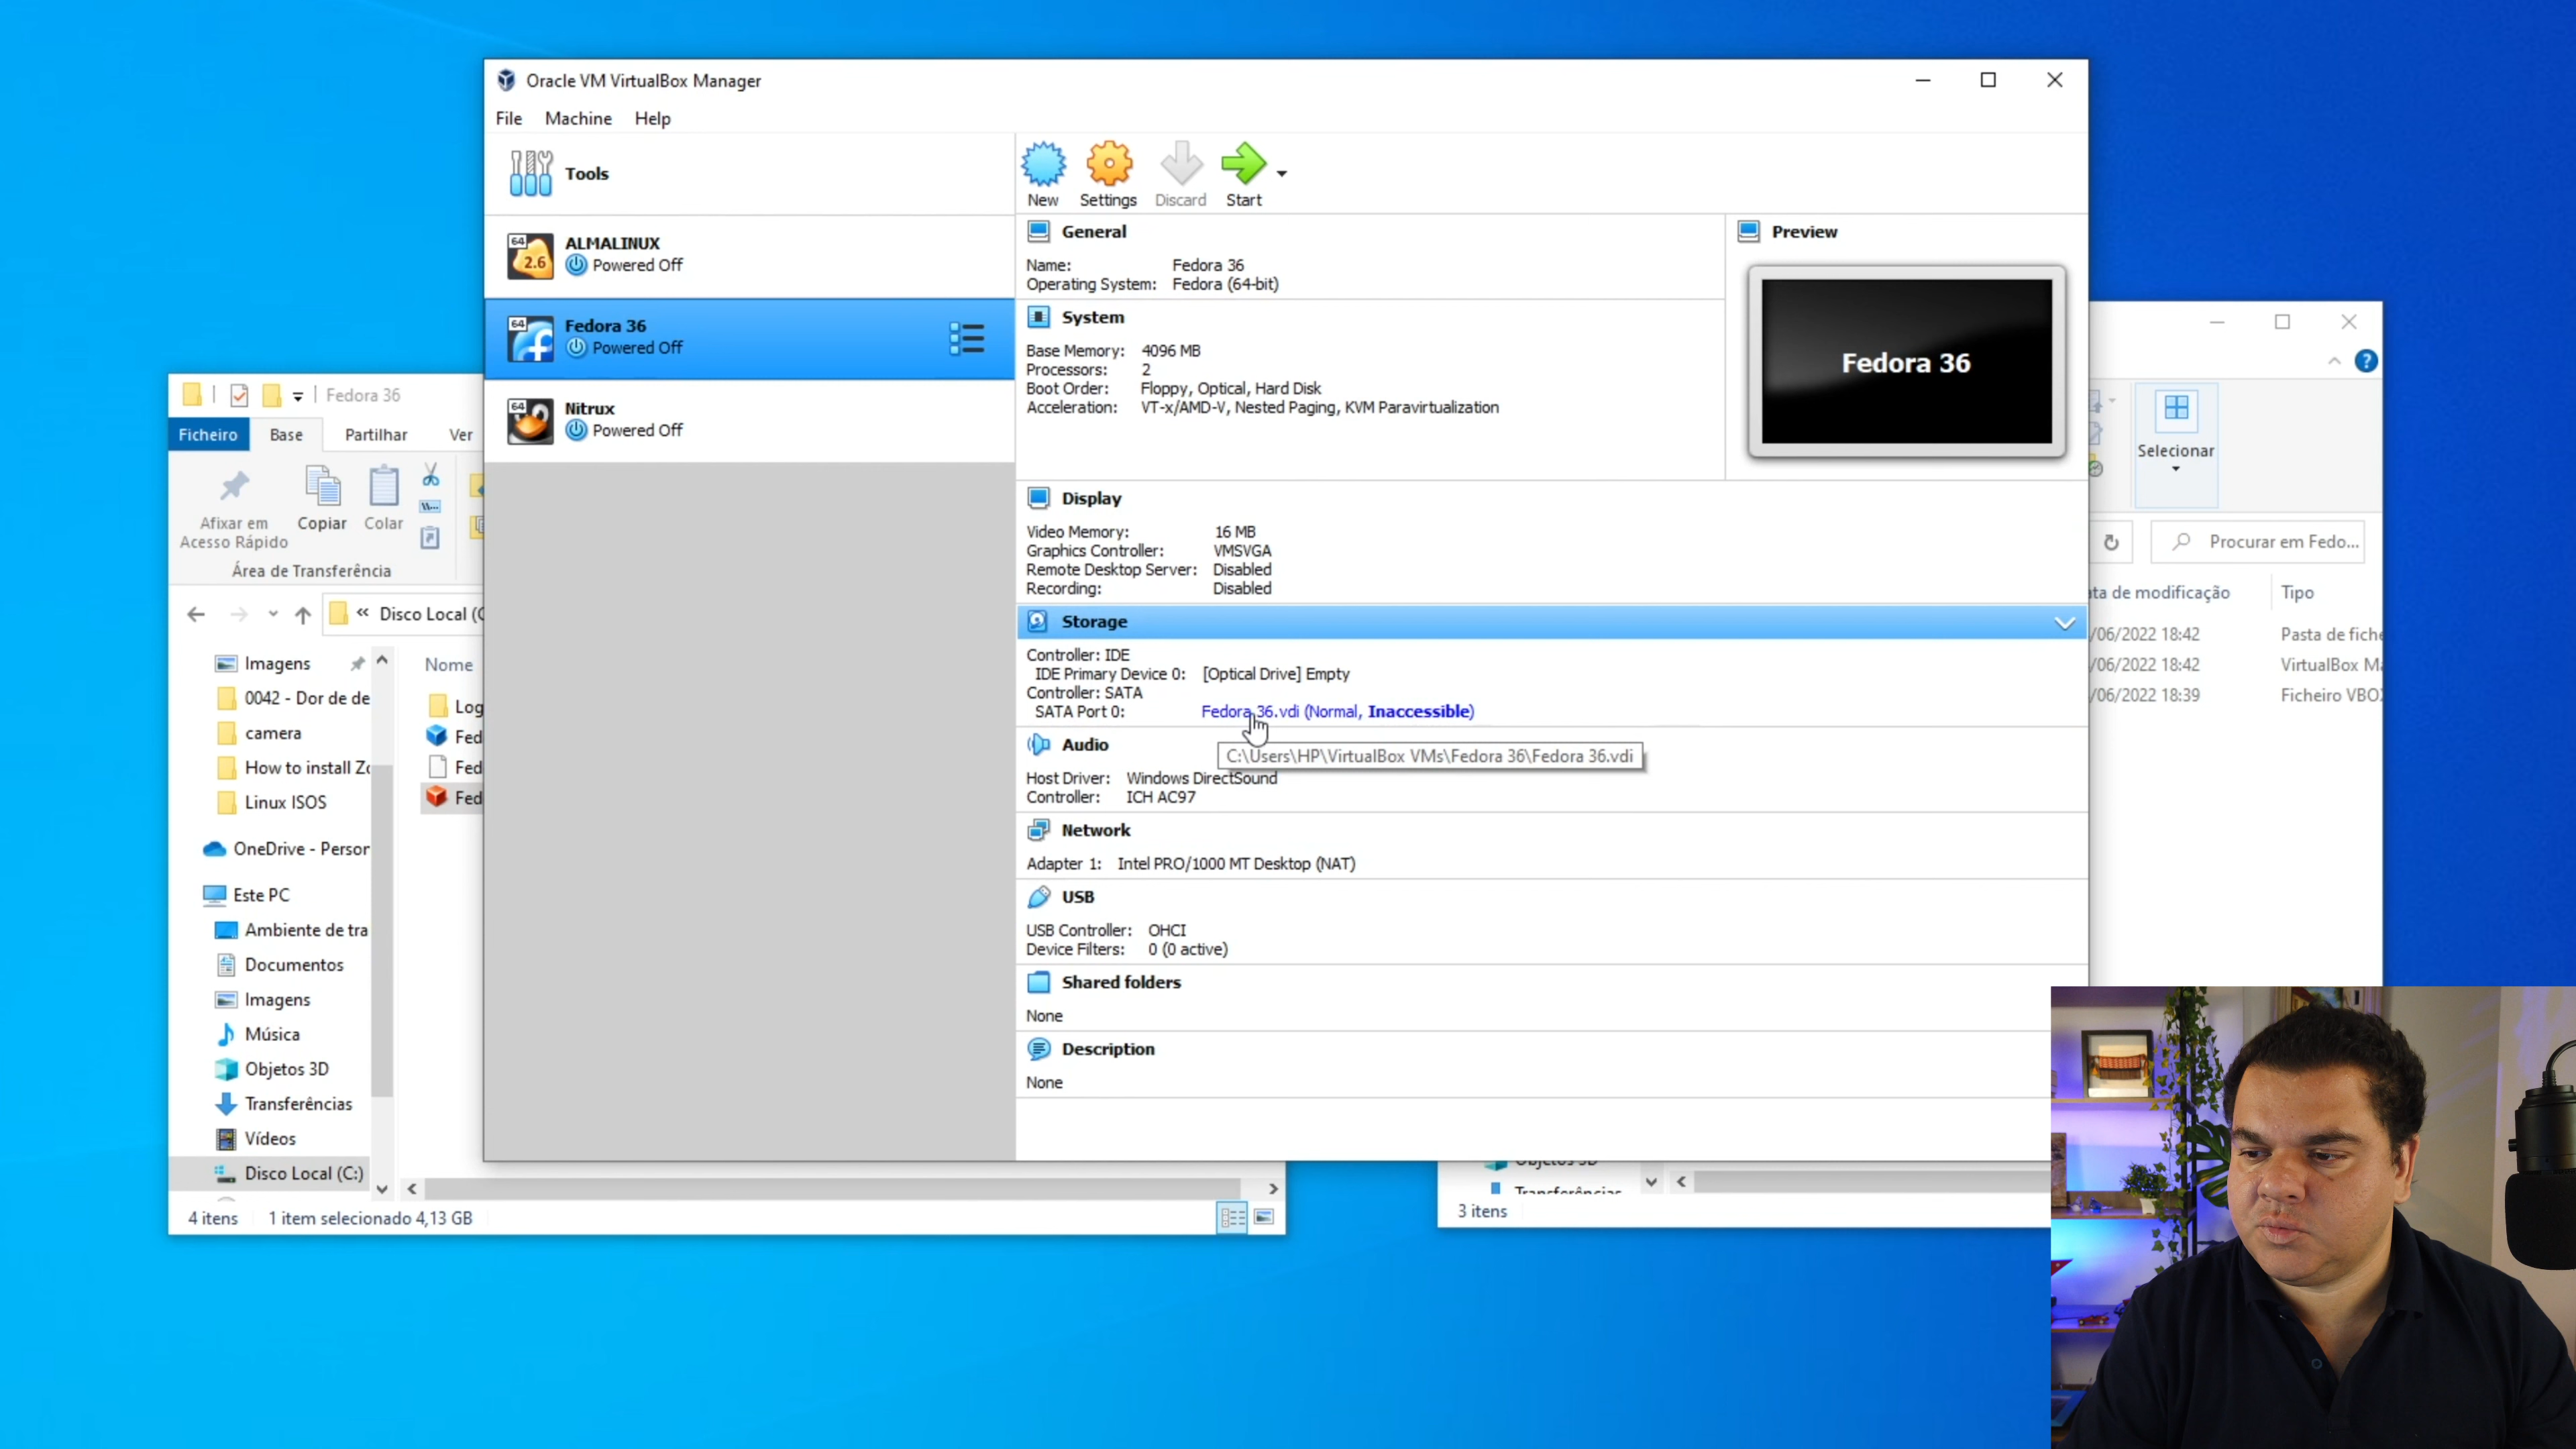 Oracle VM VirtualBox Manager
File Machine Help
Tools
New Settings Discard Start
64
2.6
ALMALINUX
Powered Off
64
Fedora 36
Powered Off
64
Nitrux
Powered Off
General
Name: Fedora 36
Operating System: Fedora (64-bit)
Preview
Fedora 36
System
Base Memory: 4096 MB
Processors: 2
Boot Order: Floppy, Optical, Hard Disk
Acceleration: VT-x/AMD-V, Nested Paging, KVM Paravirtualization
Display
Video Memory: 16 MB
Graphics Controller: VMSVGA
Remote Desktop Server: Disabled
Recording: Disabled
Storage
Controller: IDE
IDE Primary Device 0: [Optical Drive] Empty
Controller: SATA
SATA Port 0: Fedora 36.vdi (Normal, Inaccessible)
C:\Users\HP\VirtualBox VMs\Fedora 36\Fedora 36.vdi
Audio
Host Driver: Windows DirectSound
Controller: ICH AC97
Network
Adapter 1: Intel PRO/1000 MT Desktop (NAT)
USB
USB Controller: OHCI
Device Filters: 0 (0 active)
Shared folders
None
Description
None
Fedora 36
Ficheiro Base Partilhar Ver
Afixar em
Acesso Rápido
Copiar Colar
Área de Transferência
« Disco Local (C
Nome
Imagens
0042 - Dor de de
camera
How to install Zo
Linux ISOS
OneDrive - Person
Este PC
Ambiente de tra
Documentos
Imagens
Música
Objetos 3D
Transferências
Vídeos
Disco Local (C:)
Log
Fed
Fed
Fed
4 itens 1 item selecionado 4,13 GB
Selecionar
Procurar em Fedo...
ta de modificação Tipo
/06/2022 18:42 Pasta de fiche
/06/2022 18:42 VirtualBox Ma
/06/2022 18:39 Ficheiro VBO
Objetos 3D
Transferências
3 itens